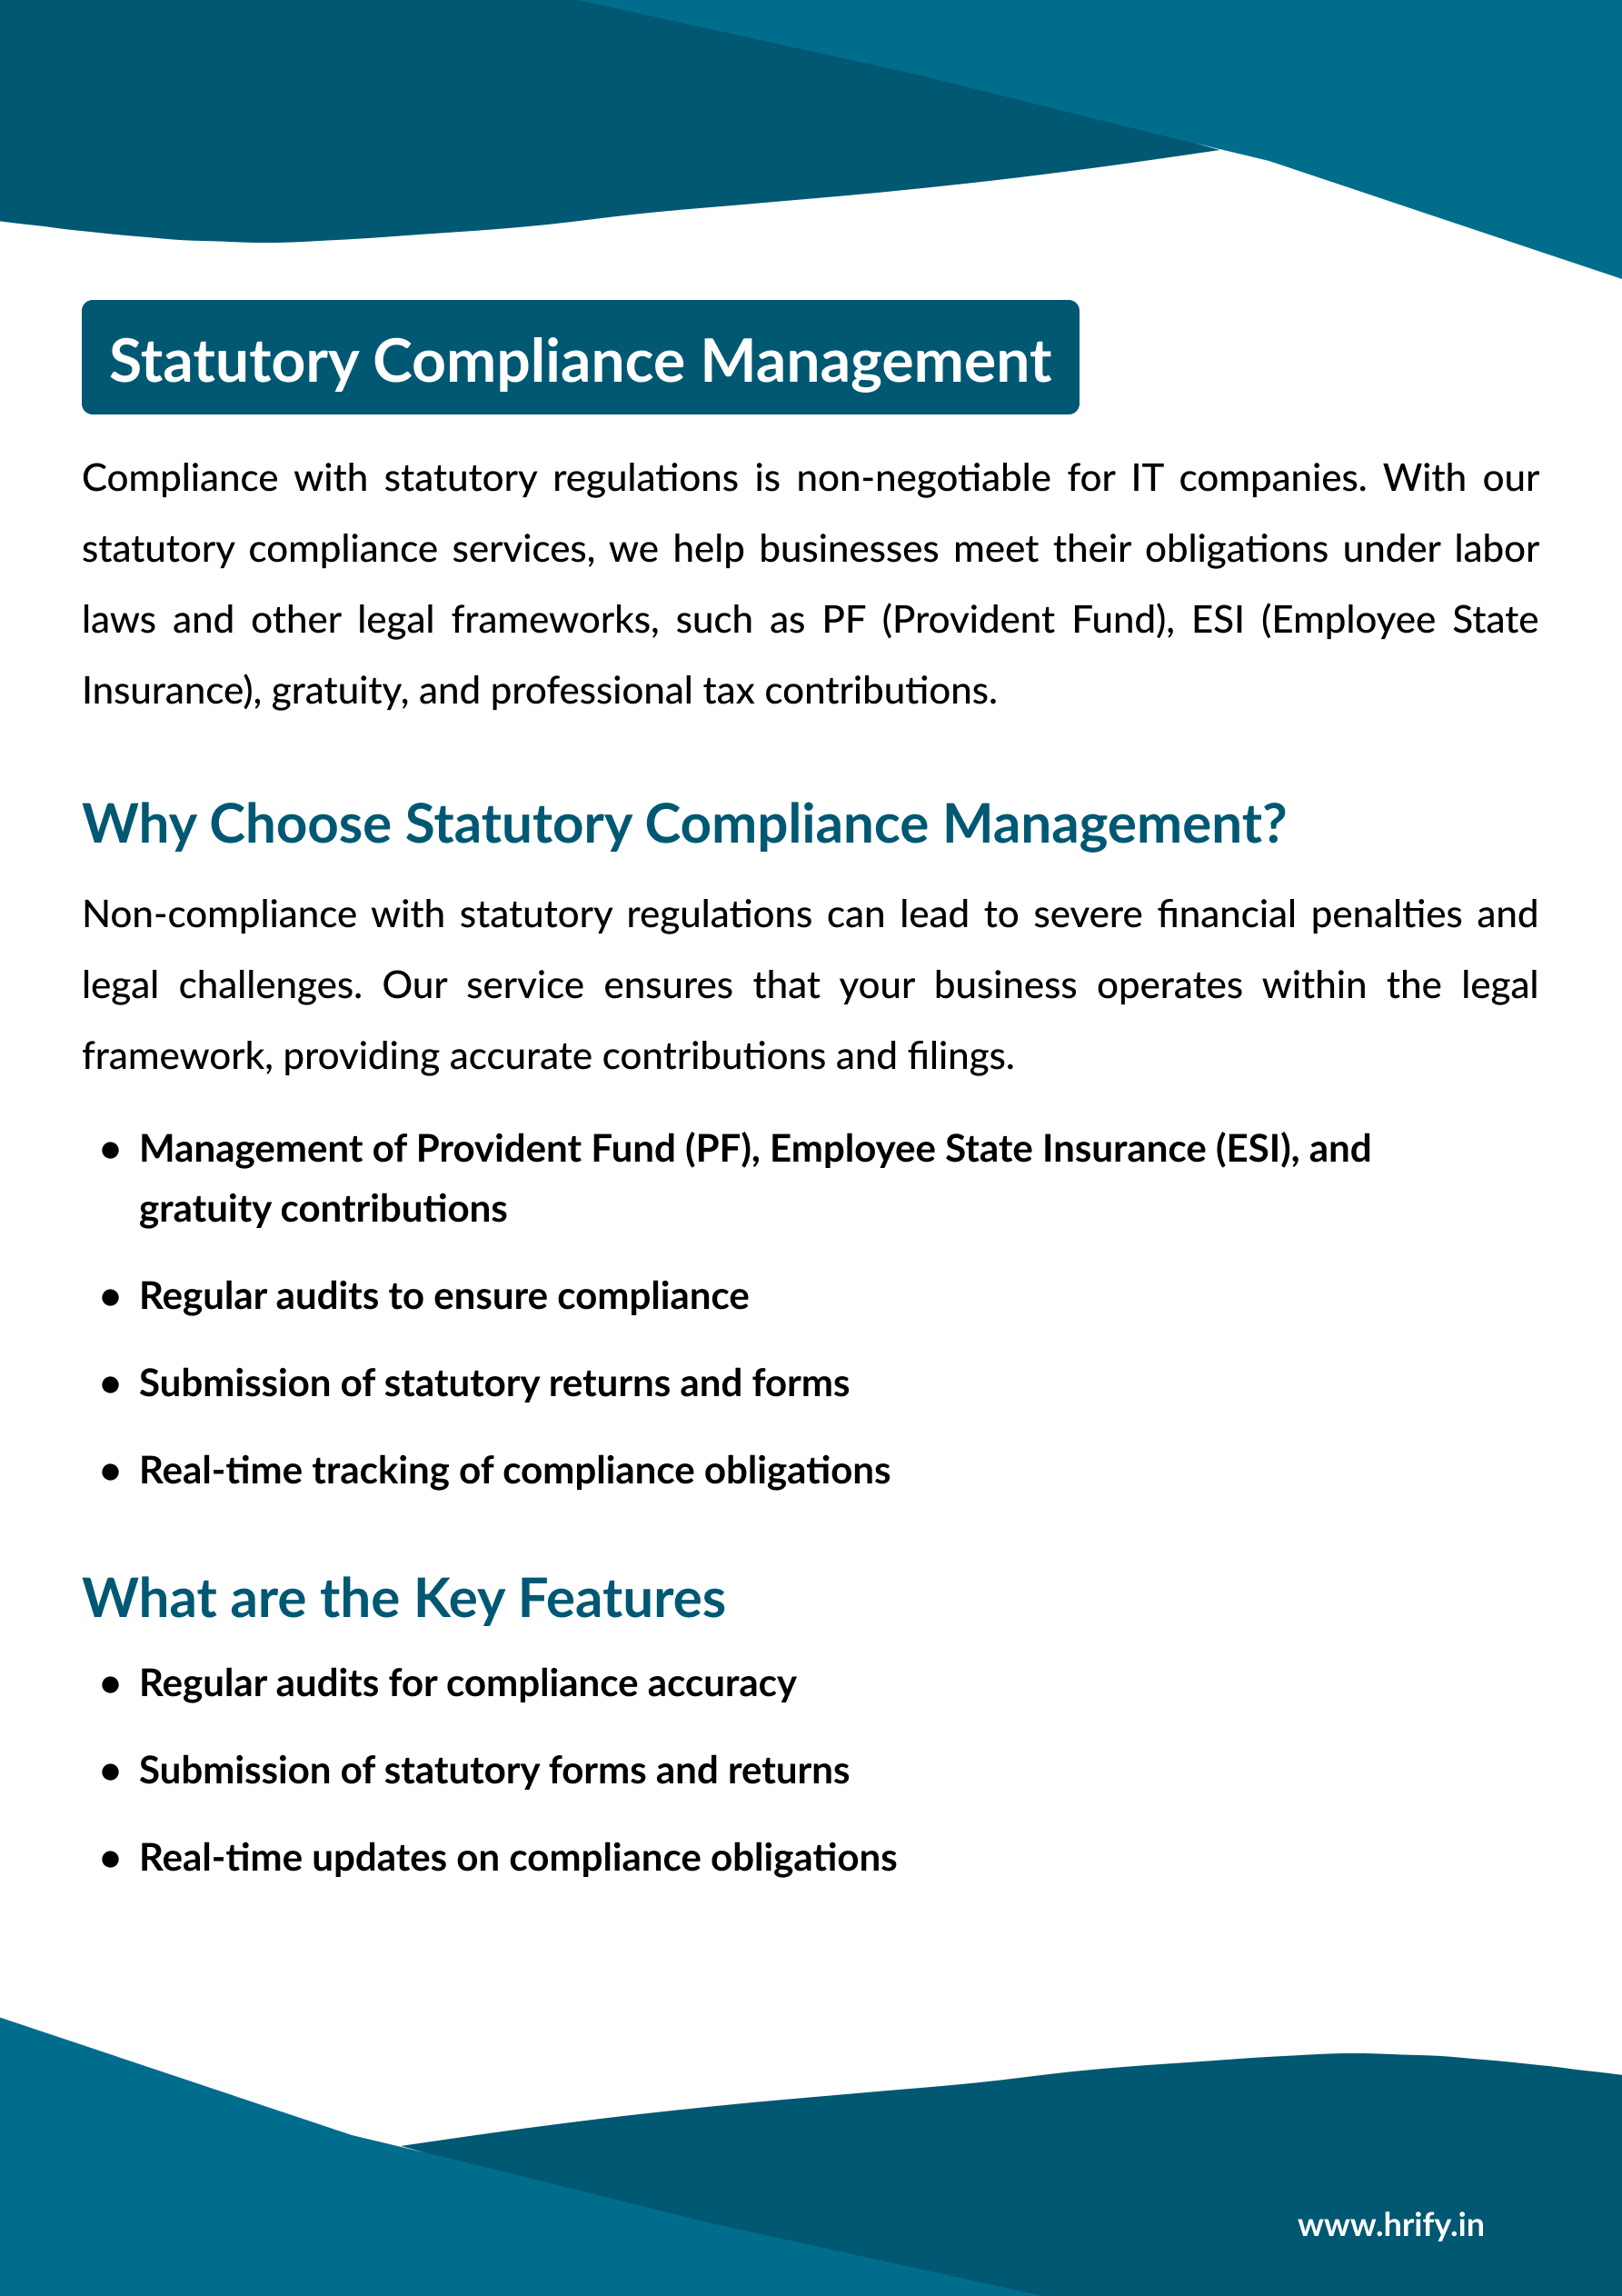 Statutory Compliance Management
Compliance with statutory regulations is non-negotiable for IT companies. With our
statutory compliance services, we help businesses meet their obligations under labor
laws and other legal frameworks, such as PF (Provident Fund), ESI (Employee State
Insurance), gratuity, and professional tax contributions.
Why Choose Statutory Compliance Management?
Non-compliance with statutory regulations can lead to severe financial penalties and
legal challenges. Our service ensures that your business operates within the legal
framework, providing accurate contributions and filings.
● Management of Provident Fund (PF), Employee State Insurance (ESI), and
gratuity contributions
● Regular audits to ensure compliance
● Submission of statutory returns and forms
● Real-time tracking of compliance obligations
What are the Key Features
● Regular audits for compliance accuracy
● Submission of statutory forms and returns
● Real-time updates on compliance obligations
www.hrify.in